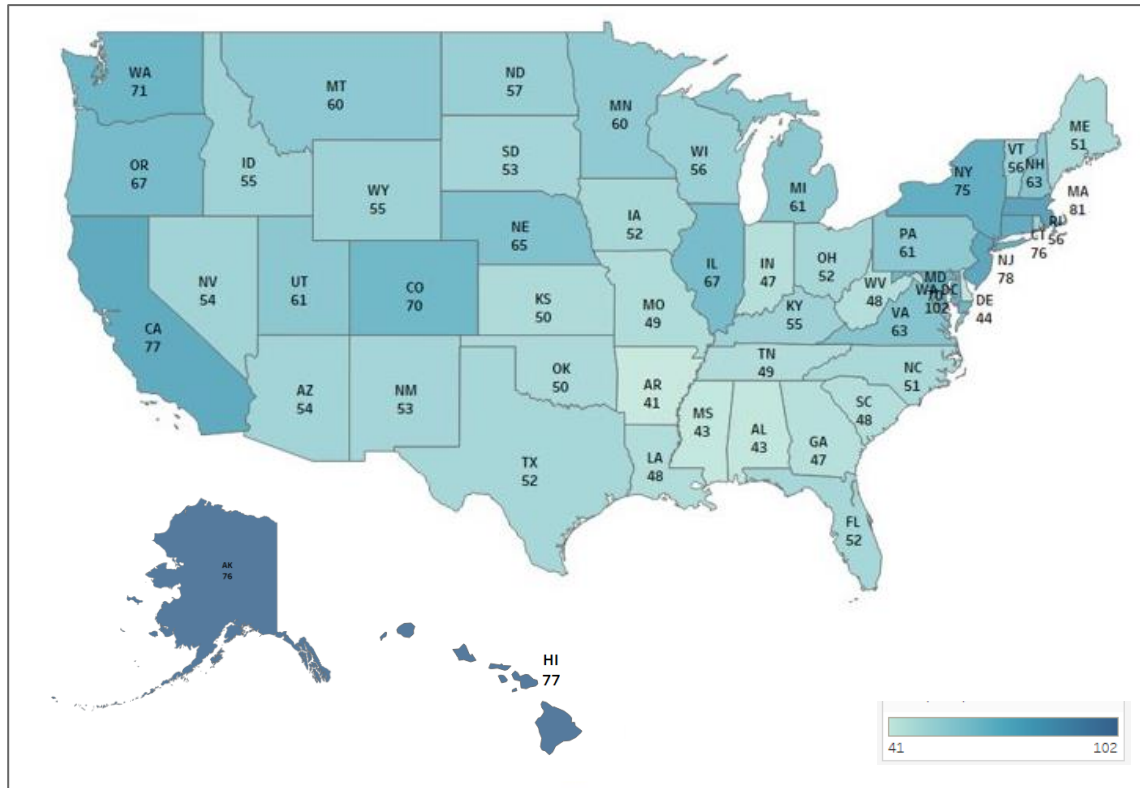 WA
71
MT
60
ND
57
MN
60
ME
51
VT
56
NH
63
OR
67
ID
55
SD
53
WI
56
NY
75
MA
81
WY
55
MI
61
RI
56
CT
76
IA
52
NE
65
PA
61
NJ
78
NV
54
UT
61
CO
70
IL
67
IN
47
OH
52
MD
70
WV
48
WA DC
102
DE
44
KS
50
MO
49
KY
55
VA
63
CA
77
TN
49
NC
51
OK
50
AZ
54
NM
53
AR
41
SC
48
MS
43
AL
43
GA
47
TX
52
LA
48
FL
52
AK
76
HI
77
41 102